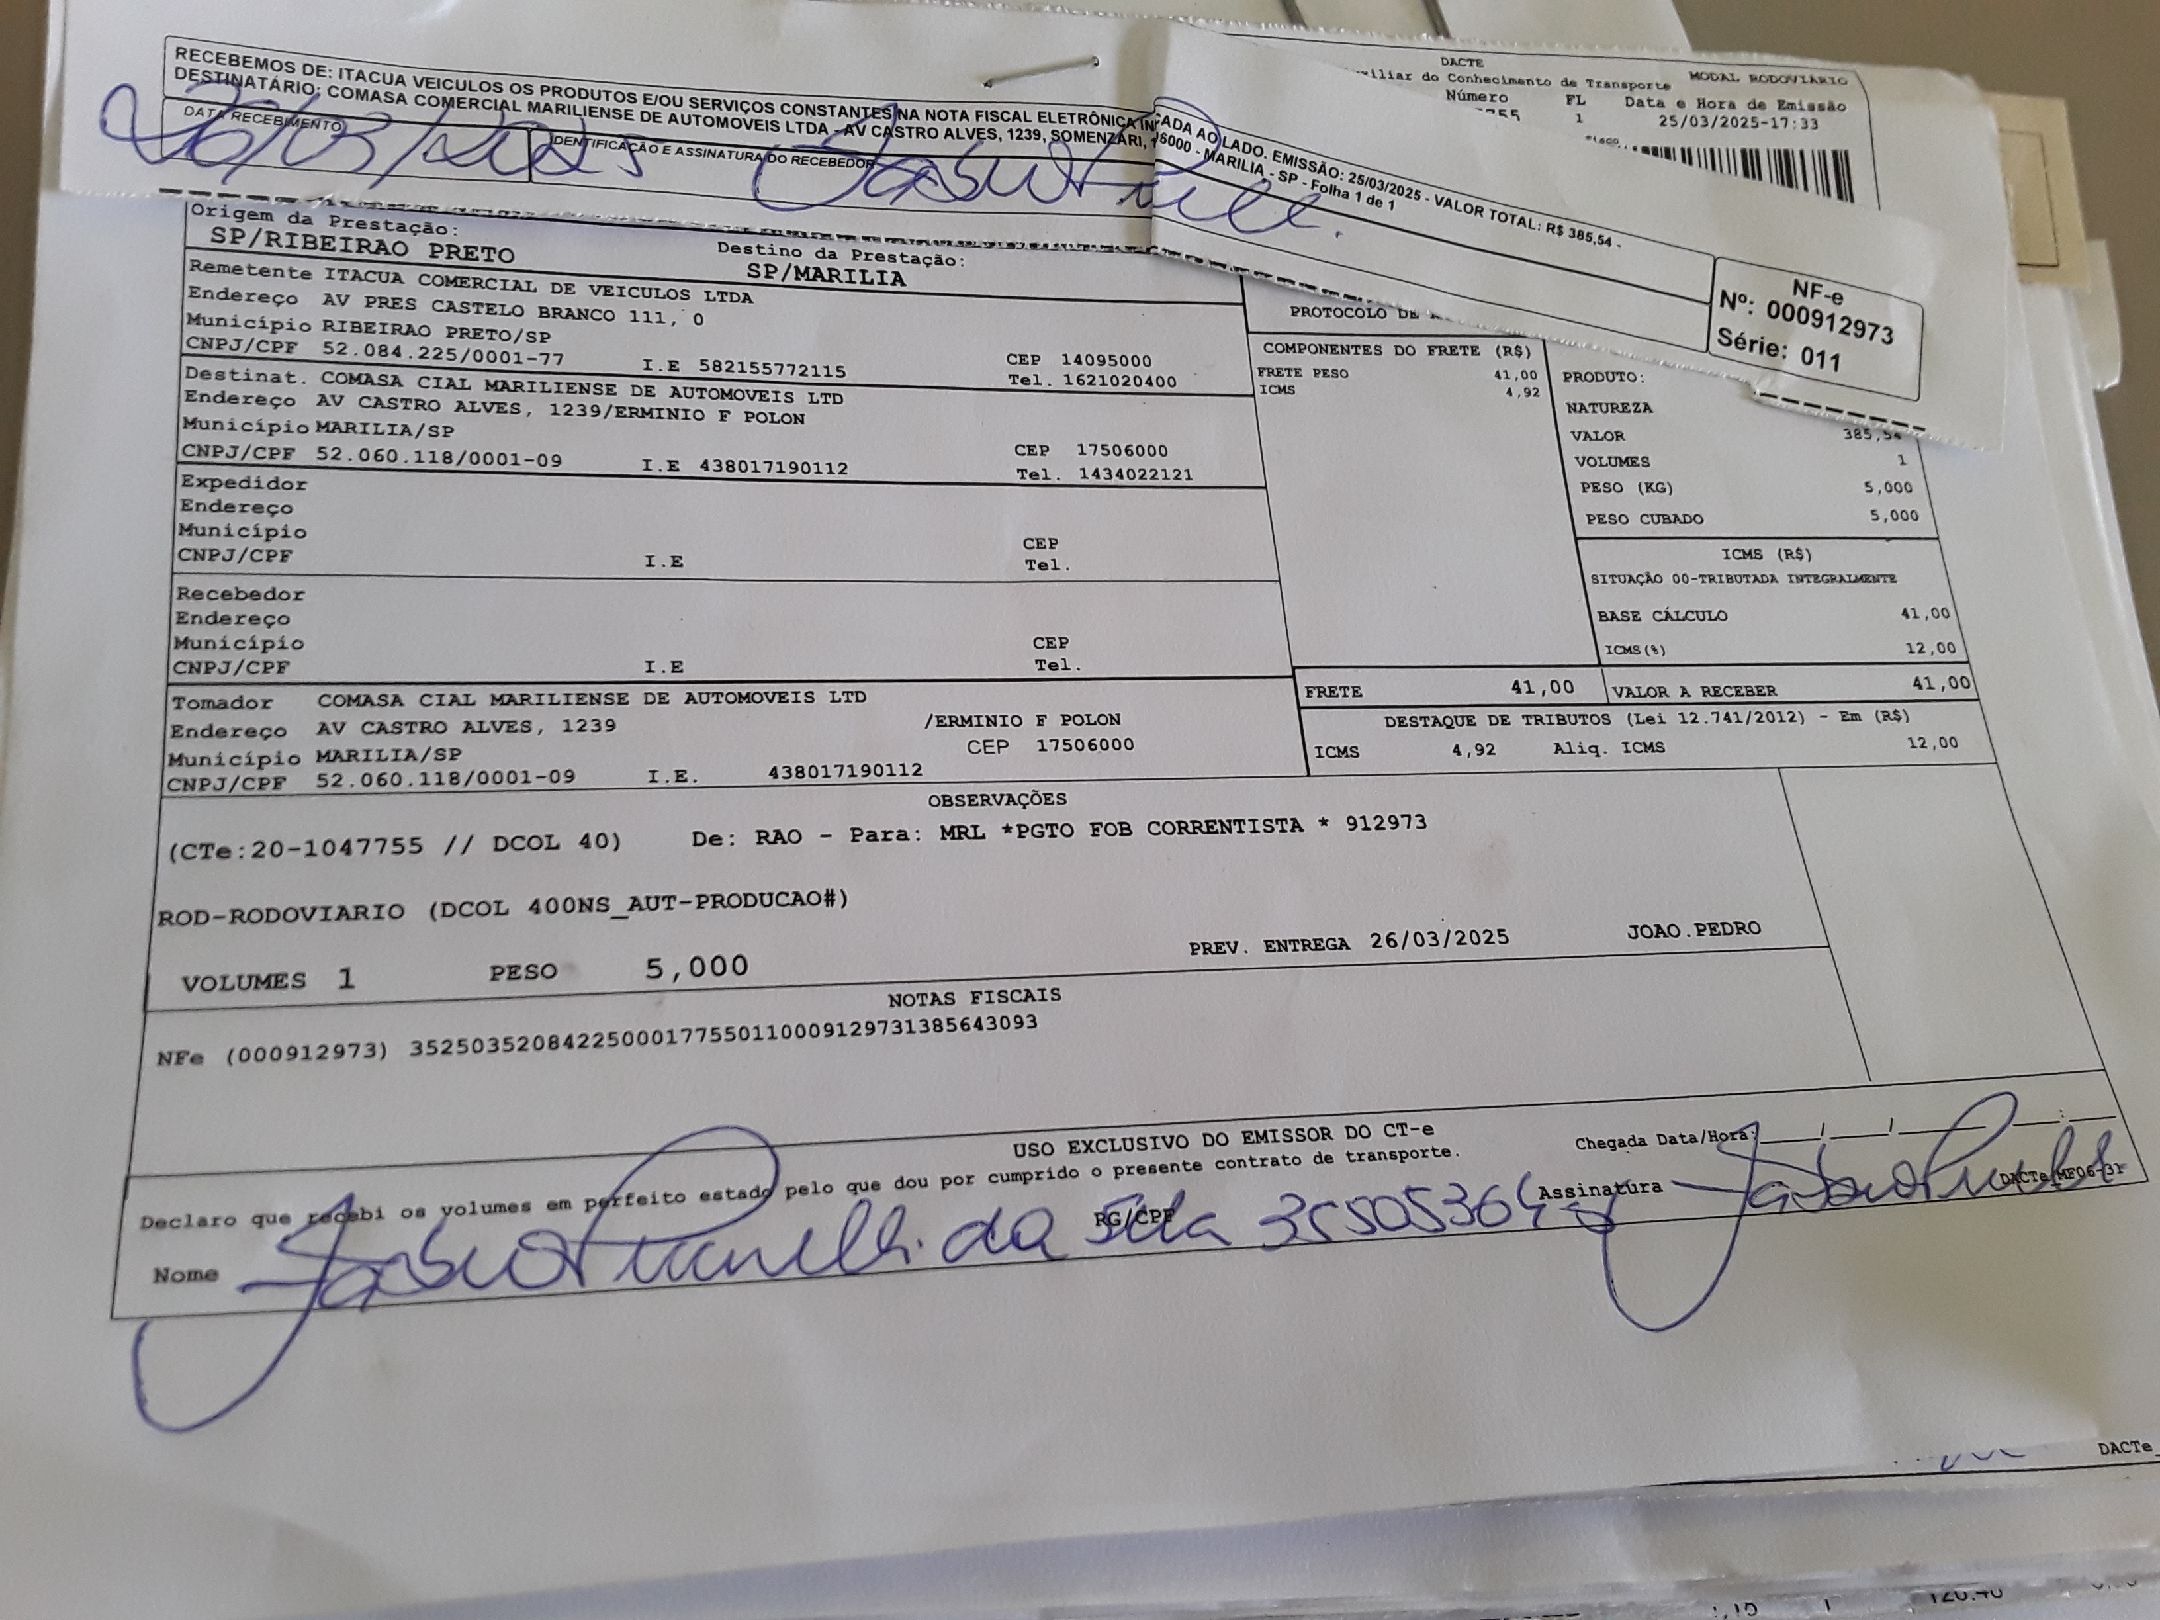 RECEBEMOS DE: ITACUA VEICULOS OS PRODUTOS E/OU SERVIÇOS CONSTANTES NA NOTA FISCAL ELETRÔNICA CADA AO LADO. EMISSÃO: 25/03/2025 - VALOR TOTAL: R$ 385,54 -
DESTINATÁRIO: COMASA COMERCIAL MARILIENSE DE AUTOMOVEIS LTDA - AV CASTRO ALVES, 1239, SOMENZARI, 6000 - MARILIA - SP - Folha 1 de 1
DATA RECEBIMENTO
IDENTIFICAÇÃO E ASSINATURA DO RECEBEDOR
26/03/2025
NF-e
Nº: 000912973
Série: 011
DACTE
MODAL RODOVIÁRIO
do Conhecimento de Transporte
Número FL Data e Hora de Emissão
1 25/03/2025-17:33
Origem da Prestação:
SP/RIBEIRAO PRETO
Destino da Prestação:
SP/MARILIA
Remetente ITACUA COMERCIAL DE VEICULOS LTDA
Endereço AV PRES CASTELO BRANCO 111, 0
Município RIBEIRAO PRETO/SP CEP 14095000
CNPJ/CPF 52.084.225/0001-77 I.E 582155772115 Tel. 1621020400
Destinat. COMASA CIAL MARILIENSE DE AUTOMOVEIS LTD
Endereço AV CASTRO ALVES, 1239/ERMINIO F POLON
Município MARILIA/SP CEP 17506000
CNPJ/CPF 52.060.118/0001-09 I.E 438017190112 Tel. 1434022121
Expedidor
Endereço
Município CEP
CNPJ/CPF I.E Tel.
Recebedor
Endereço
Município CEP
CNPJ/CPF I.E Tel.
Tomador COMASA CIAL MARILIENSE DE AUTOMOVEIS LTD
Endereço AV CASTRO ALVES, 1239 /ERMINIO F POLON
Município MARILIA/SP CEP 17506000
CNPJ/CPF 52.060.118/0001-09 I.E. 438017190112
PROTOCOLO DE
COMPONENTES DO FRETE (R$)
FRETE PESO 41,00
ICMS 4,92
PRODUTO:
NATUREZA
VALOR 385,54
VOLUMES 1
PESO (KG) 5,000
PESO CUBADO 5,000
ICMS (R$)
SITUAÇÃO 00-TRIBUTADA INTEGRALMENTE
BASE CÁLCULO 41,00
ICMS(%) 12,00
FRETE 41,00 VALOR A RECEBER 41,00
DESTAQUE DE TRIBUTOS (Lei 12.741/2012) - Em (R$)
ICMS 4,92 Aliq. ICMS 12,00
OBSERVAÇÕES
(CTe:20-1047755 // DCOL 40) De: RAO - Para: MRL *PGTO FOB CORRENTISTA * 912973
ROD-RODOVIARIO (DCOL 400NS_AUT-PRODUCAO#)
PREV. ENTREGA 26/03/2025 JOAO.PEDRO
VOLUMES 1 PESO 5,000
NOTAS FISCAIS
NFe (000912973) 35250352084225000177550110009129731385643093
USO EXCLUSIVO DO EMISSOR DO CT-e
Chegada Data/Hora: / / :
Declaro que recebi os volumes em perfeito estado pelo que dou por cumprido o presente contrato de transporte.
Nome da RG/CPF Assinatura
DACTe_MF06-31
DACTe_